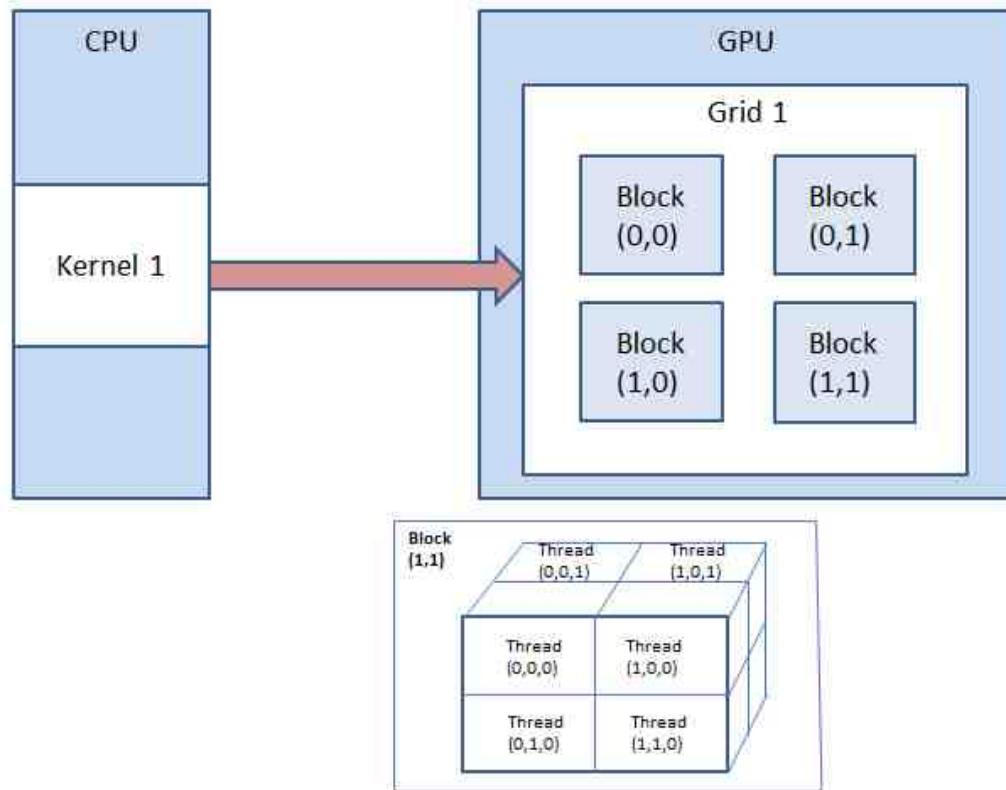 CPU
GPU
Grid 1
Block
(0,0)
Block
(0,1)
Kernel 1
Block
(1,0)
Block
(1,1)
Block
(1,1)
Thread
(0,0,1)
Thread
(1,0,1)
Thread
(0,0,0)
Thread
(1,0,0)
Thread
(0,1,0)
Thread
(1,1,0)